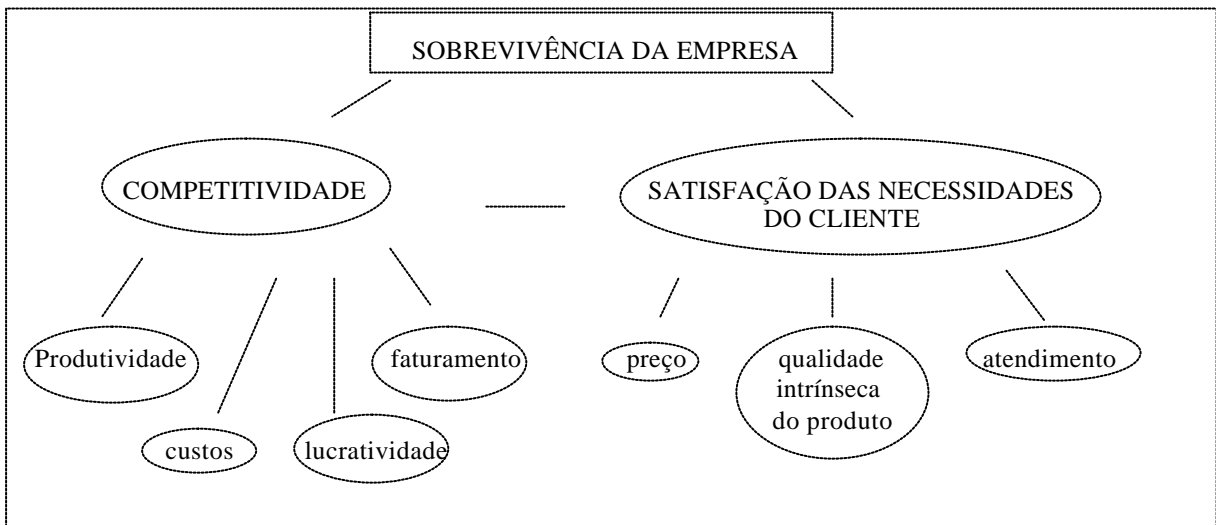 SOBREVIVÊNCIA DA EMPRESA
COMPETITIVIDADE
SATISFAÇÃO DAS NECESSIDADES
DO CLIENTE
Produtividade
custos
lucratividade
faturamento
preço
qualidade
intrínseca
do produto
atendimento